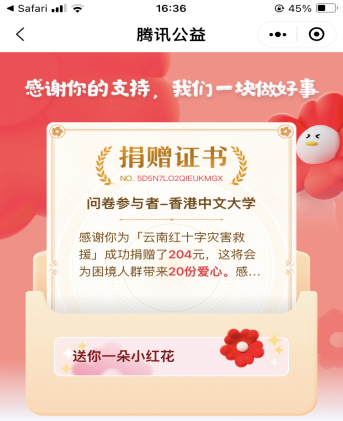 Safari 16:36 45%
腾讯公益
感谢你的支持，我们一块做好事
捐赠证书
NO. 5D5N7LO2QIEUKMGX
问卷参与者–香港中文大学
感谢你为「云南红十字灾害救
援」成功捐赠了204元，这将会
为困境人群带来20份爱心。感...
送你一朵小红花